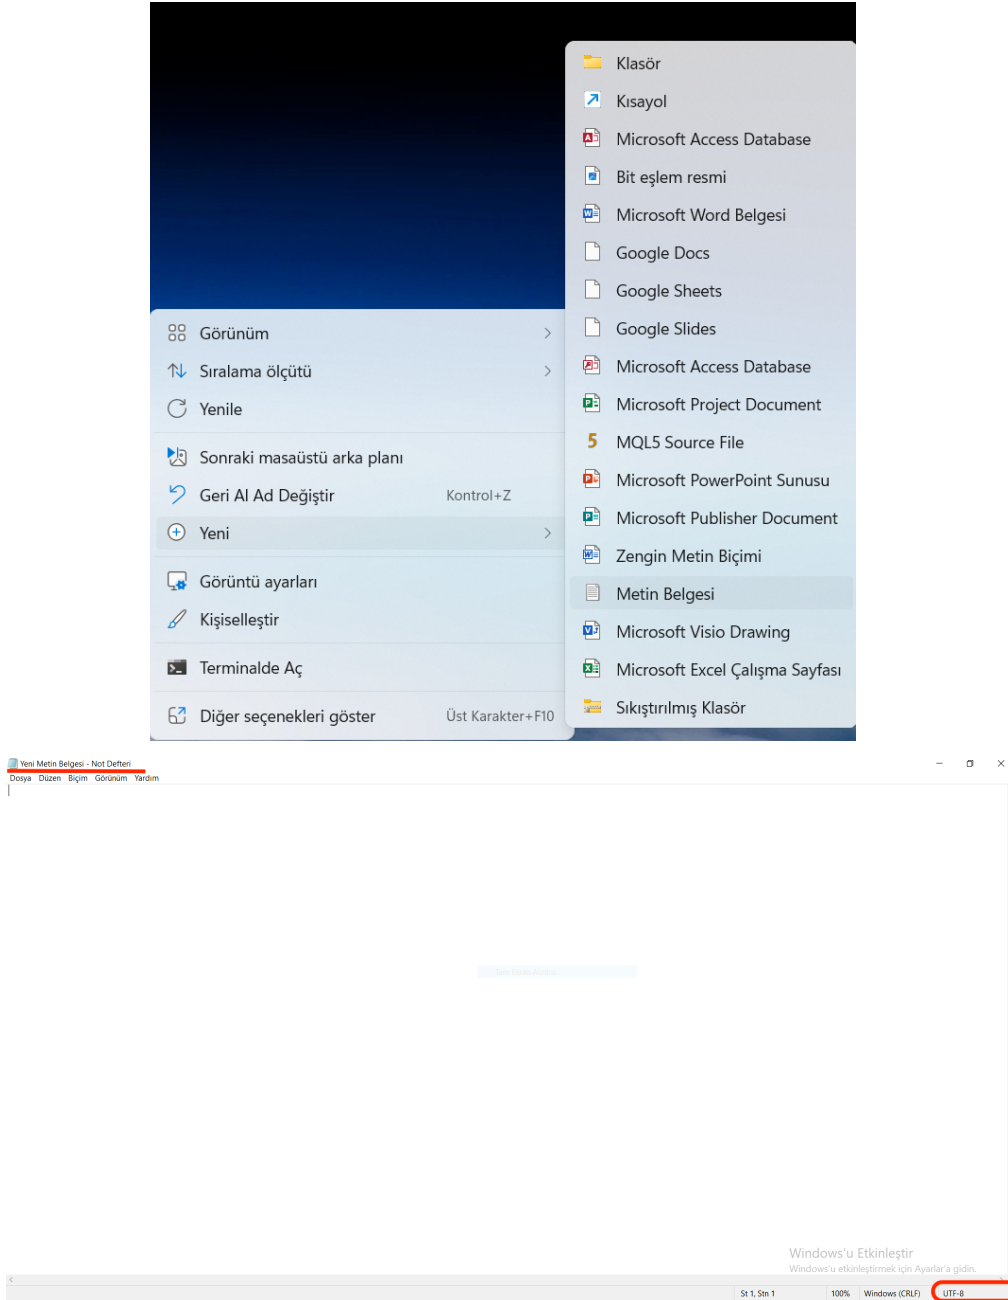 Klasör
Kısayol
Microsoft Access Database
Bit eşlem resmi
Microsoft Word Belgesi
Google Docs
Google Sheets
Google Slides
Microsoft Access Database
Microsoft Project Document
MQL5 Source File
Microsoft PowerPoint Sunusu
Microsoft Publisher Document
Zengin Metin Biçimi
Metin Belgesi
Microsoft Visio Drawing
Microsoft Excel Çalışma Sayfası
Sıkıştırılmış Klasör
Görünüm
Sıralama ölçütü
Yenile
Sonraki masaüstü arka planı
Geri Al Ad Değiştir Kontrol+Z
Yeni
Görüntü ayarları
Kişiselleştir
Terminalde Aç
Diğer seçenekleri göster Üst Karakter+F10
Yeni Metin Belgesi - Not Defteri
Dosya Düzen Biçim Görünüm Yardım
Windows'u Etkinleştir
Windows'u etkinleştirmek için Ayarlar'a gidin.
St 1, Stn 1 100% Windows (CRLF) UTF-8